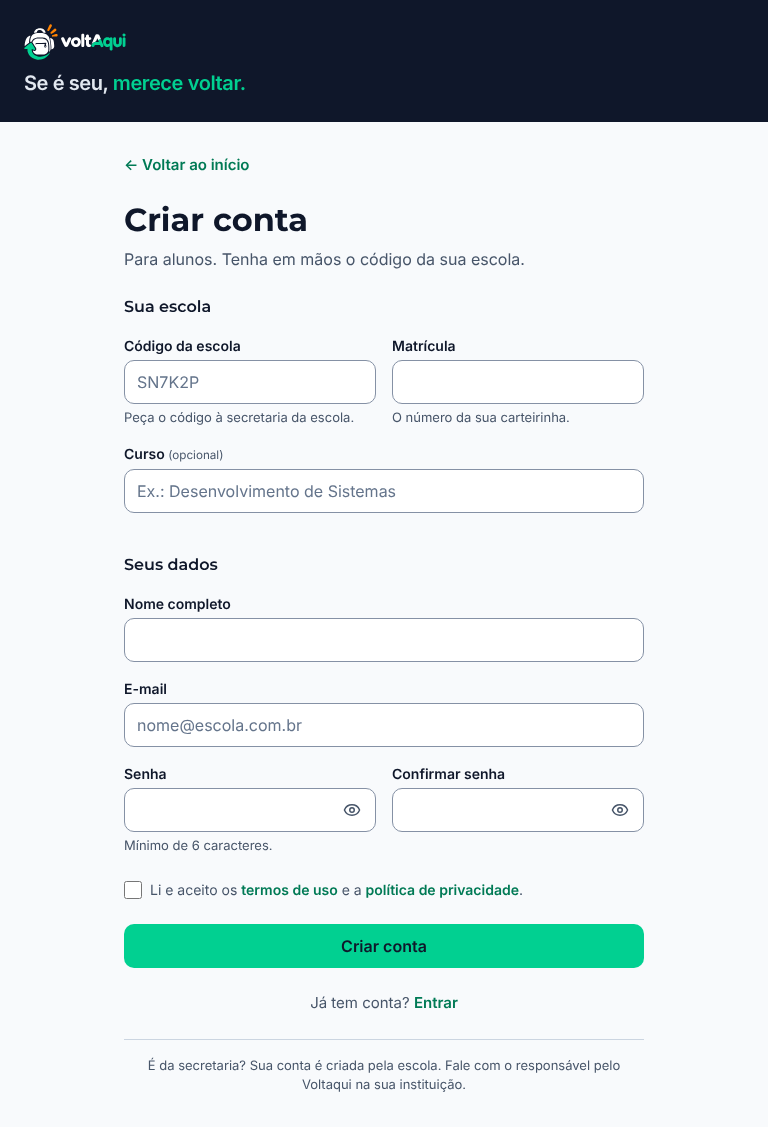 voltAqui
Se é seu, merece voltar.
← Voltar ao início
Criar conta
Para alunos. Tenha em mãos o código da sua escola.
Sua escola
Código da escola
Matrícula
SN7K2P
Peça o código à secretaria da escola.
O número da sua carteirinha.
Curso (opcional)
Ex.: Desenvolvimento de Sistemas
Seus dados
Nome completo
E-mail
nome@escola.com.br
Senha
Confirmar senha
Mínimo de 6 caracteres.
Li e aceito os termos de uso e a política de privacidade.
Criar conta
Já tem conta? Entrar
É da secretaria? Sua conta é criada pela escola. Fale com o responsável pelo
Voltaqui na sua instituição.